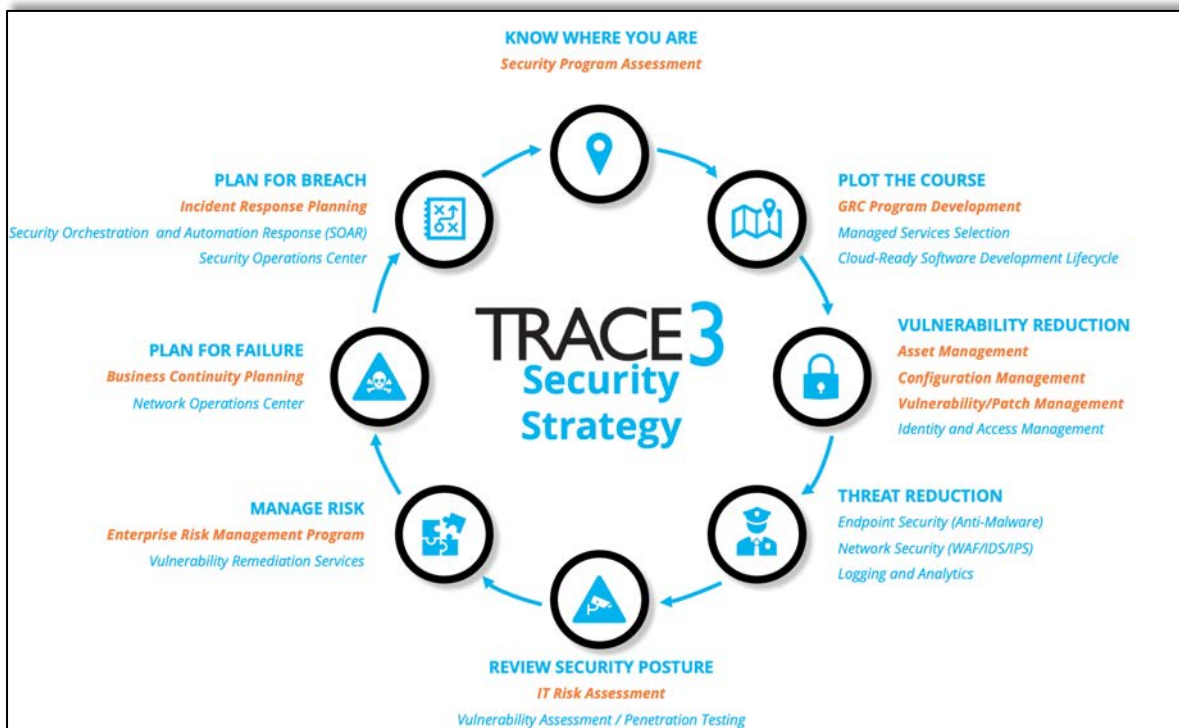 KNOW WHERE YOU ARE
Security Program Assessment
PLOT THE COURSE
GRC Program Development
Managed Services Selection
Cloud-Ready Software Development Lifecycle
VULNERABILITY REDUCTION
Asset Management
Configuration Management
Vulnerability/Patch Management
Identity and Access Management
THREAT REDUCTION
Endpoint Security (Anti-Malware)
Network Security (WAF/IDS/IPS)
Logging and Analytics
REVIEW SECURITY POSTURE
IT Risk Assessment
Vulnerability Assessment / Penetration Testing
MANAGE RISK
Enterprise Risk Management Program
Vulnerability Remediation Services
PLAN FOR FAILURE
Business Continuity Planning
Network Operations Center
PLAN FOR BREACH
Incident Response Planning
Security Orchestration and Automation Response (SOAR)
Security Operations Center
TRACE3
Security
Strategy